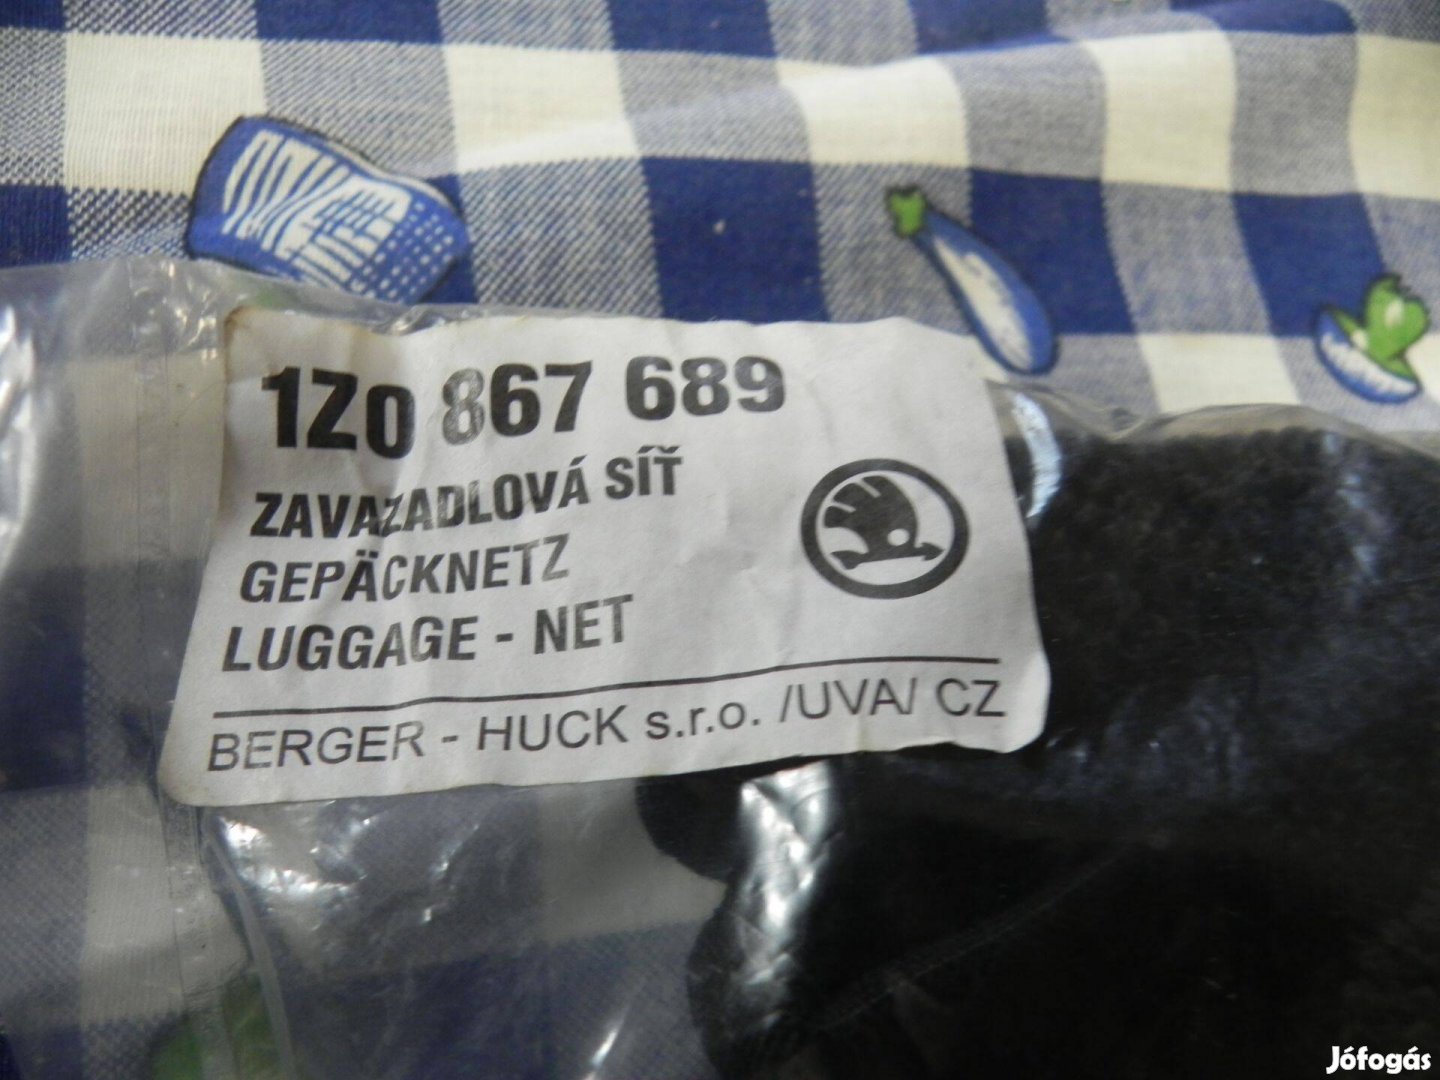 1Z0 867 689
ZAVAZADLOVÁ SÍŤ
GEPÄCKNETZ
LUGGAGE - NET
BERGER - HUCK s.r.o. /UVA/ CZ
Jófogás